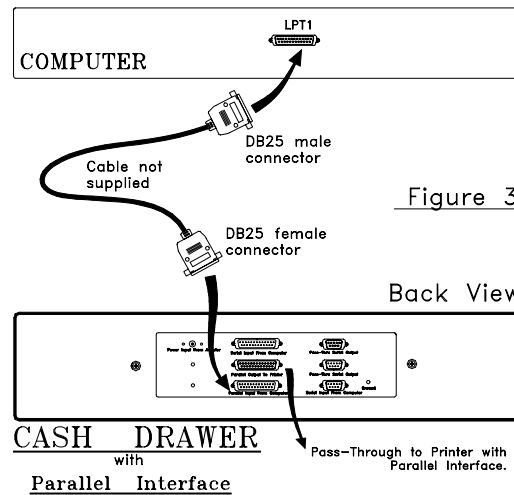 LPT1
COMPUTER
DB25 male
connector
Cable not
supplied
Figure 3
DB25 female
connector
Back View
Power Input From Adapter
Serial Input From Computer
Pass-Thru Serial Output
Parallel Output To Printer
Pass-Thru Serial Output
Ground
Parallel Input From Computer
Serial Input From Computer
CASH DRAWER
with
Parallel Interface
Pass-Through to Printer with
Parallel Interface.